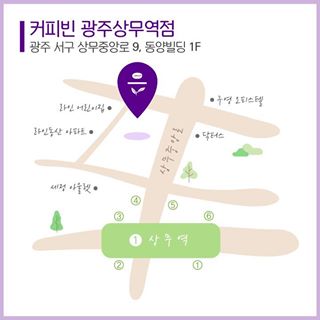 커피빈 광주상무역점
광주 서구 상무중앙로 9, 동양빌딩 1F
라인 어린이집
구영 오피스텔
라인동산 아파트
상무중앙로
닥터스
세정 아울렛
④
⑤
③
⑥
① 상무역
②
①